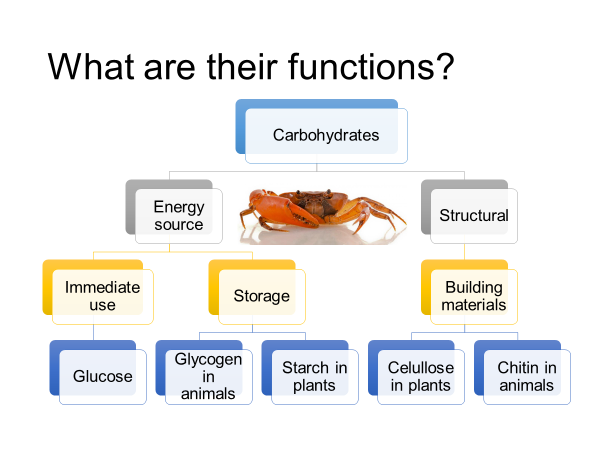 What are their functions?
Carbohydrates
Energy
source
Structural
Immediate
use
Storage
Building
materials
Glucose
Glycogen
in
animals
Starch in
plants
Celullose
in plants
Chitin in
animals